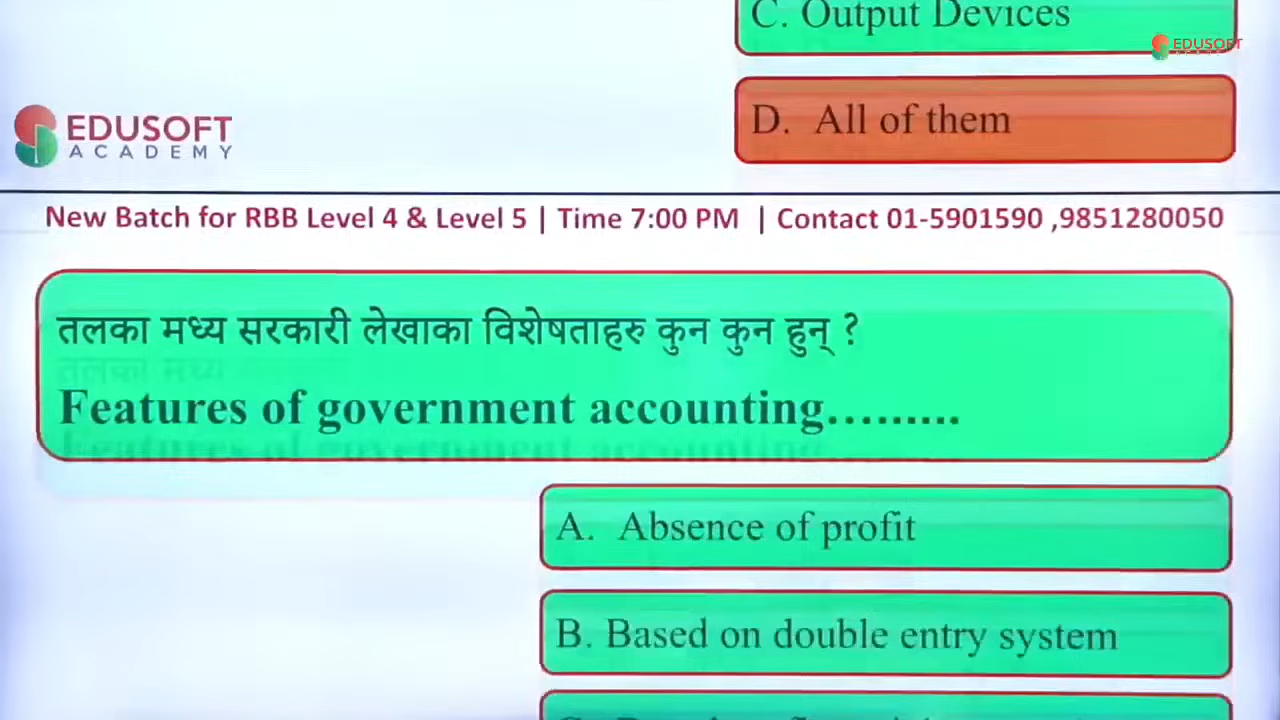 C. Output Devices
EDUSOFT
D. All of them
EDUSOFT
ACADEMY
New Batch for RBB Level 4 & Level 5 | Time 7:00 PM | Contact 01-5901590 ,9851280050
तलका मध्य सरकारी लेखाका विशेषताहरु कुन कुन हुन् ?
Features of government accounting.........
A. Absence of profit
B. Based on double entry system